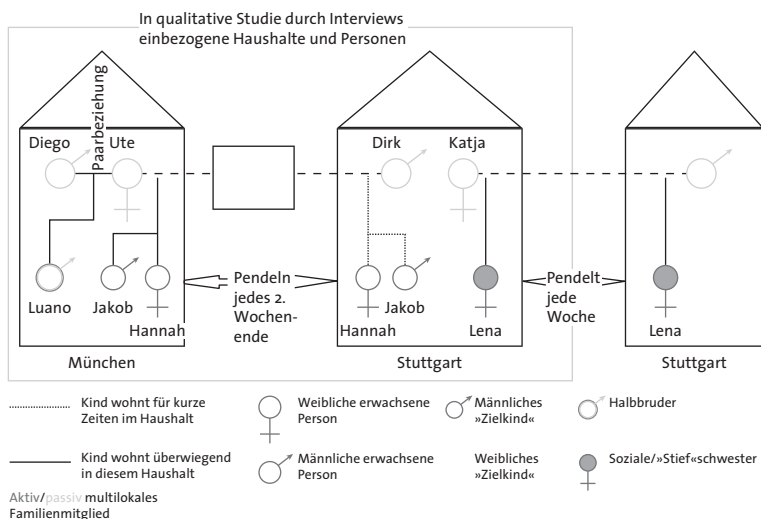 In qualitative Studie durch Interviews
einbezogene Haushalte und Personen
Diego
Paarbeziehung
Ute
Dirk
Katja
Luano
Jakob
Hannah
Pendeln
jedes 2.
Wochen-
ende
Hannah
Jakob
Lena
Pendelt
jede
Woche
Lena
München
Stuttgart
Stuttgart
Kind wohnt für kurze
Zeiten im Haushalt
Weibliche erwachsene
Person
Männliches
»Zielkind«
Halbbruder
Kind wohnt überwiegend
in diesem Haushalt
Männliche erwachsene
Person
Weibliches
»Zielkind«
Soziale/»Stief«schwester
Aktiv/passiv multilokales
Familienmitglied